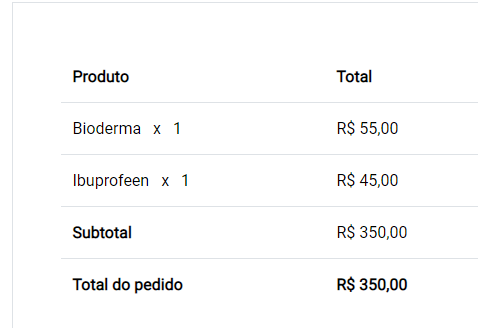 Produto Total
Bioderma x 1 R$ 55,00
Ibuprofeen x 1 R$ 45,00
Subtotal R$ 350,00
Total do pedido R$ 350,00